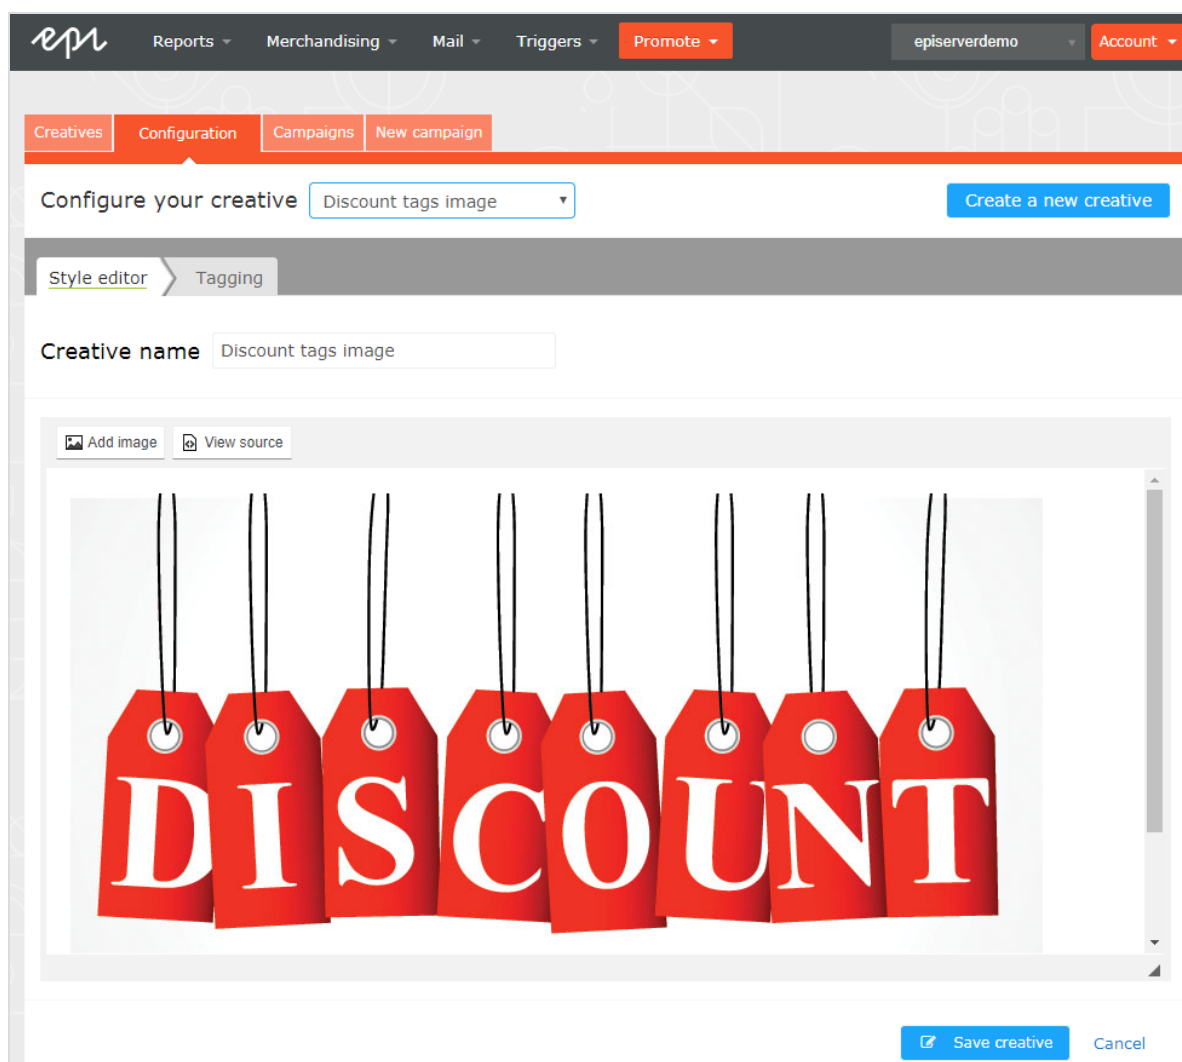 epi Reports Merchandising Mail Triggers Promote episerverdemo Account
Creatives Configuration Campaigns New campaign
Configure your creative Discount tags image Create a new creative
Style editor Tagging
Creative name Discount tags image
Add image View source
DISCOUNT
Save creative Cancel